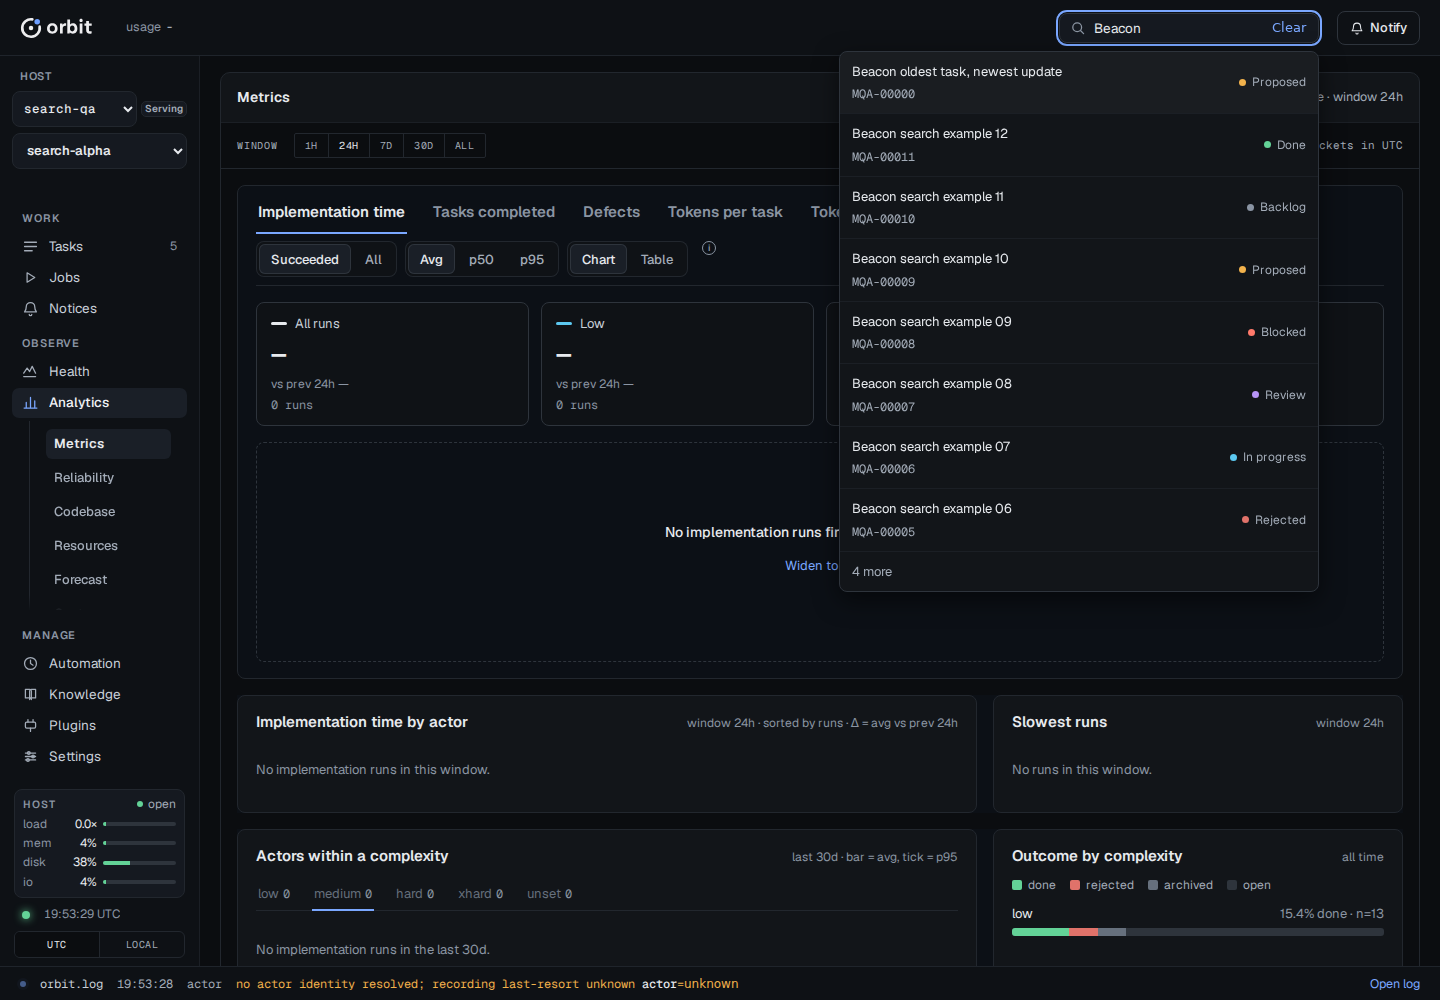 orbit
usage –
Beacon
Clear
Notify
HOST
search-qa
Serving
search-alpha
WORK
Tasks 5
Jobs
Notices
OBSERVE
Health
Analytics
Metrics
Reliability
Codebase
Resources
Forecast
MANAGE
Automation
Knowledge
Plugins
Settings
HOST open
load 0.0×
mem 4%
disk 38%
io 4%
19:53:29 UTC
UTC LOCAL
Metrics
· window 24h
WINDOW 1H 24H 7D 30D ALL
in UTC
Implementation time Tasks completed Defects Tokens per task
Succeeded All Avg p50 p95 Chart Table
All runs
—
vs prev 24h —
0 runs
Low
—
vs prev 24h —
0 runs
No implementation runs
Widen to
Beacon oldest task, newest update
MQA-00000
Proposed
Beacon search example 12
MQA-00011
Done
Beacon search example 11
MQA-00010
Backlog
Beacon search example 10
MQA-00009
Proposed
Beacon search example 09
MQA-00008
Blocked
Beacon search example 08
MQA-00007
Review
Beacon search example 07
MQA-00006
In progress
Beacon search example 06
MQA-00005
Rejected
4 more
Implementation time by actor
window 24h · sorted by runs · Δ = avg vs prev 24h
No implementation runs in this window.
Slowest runs
window 24h
No runs in this window.
Actors within a complexity
last 30d · bar = avg, tick = p95
low 0 medium 0 hard 0 xhard 0 unset 0
No implementation runs in the last 30d.
Outcome by complexity
all time
done rejected archived open
low
15.4% done · n=13
orbit.log 19:53:28 actor no actor identity resolved; recording last-resort unknown actor=unknown
Open log